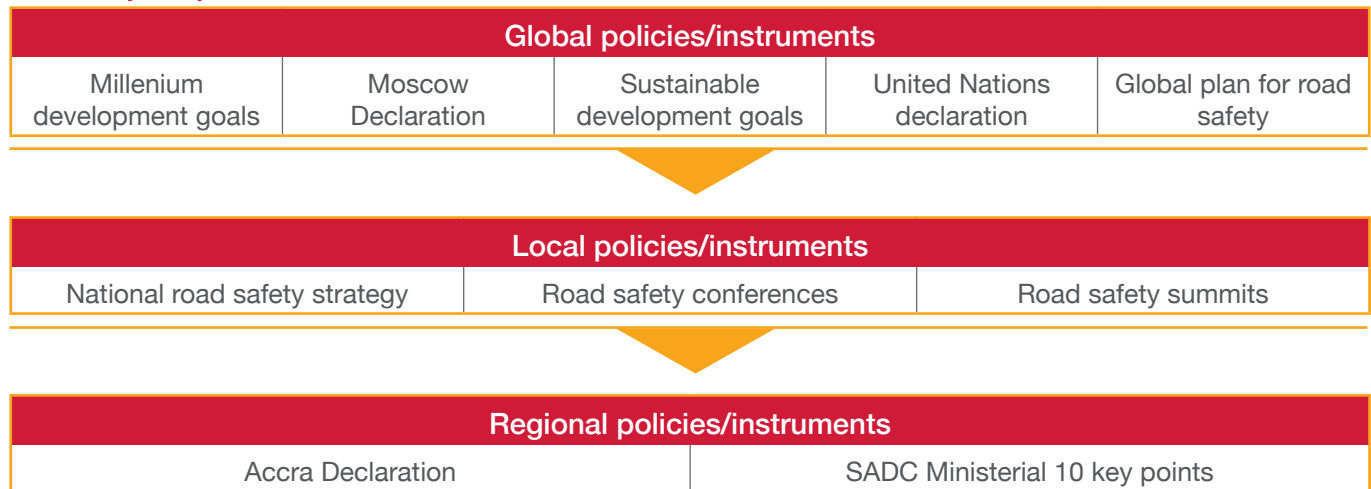 Global policies/instruments
Millenium development goals
Moscow Declaration
Sustainable development goals
United Nations declaration
Global plan for road safety
Local policies/instruments
National road safety strategy
Road safety conferences
Road safety summits
Regional policies/instruments
Accra Declaration
SADC Ministerial 10 key points